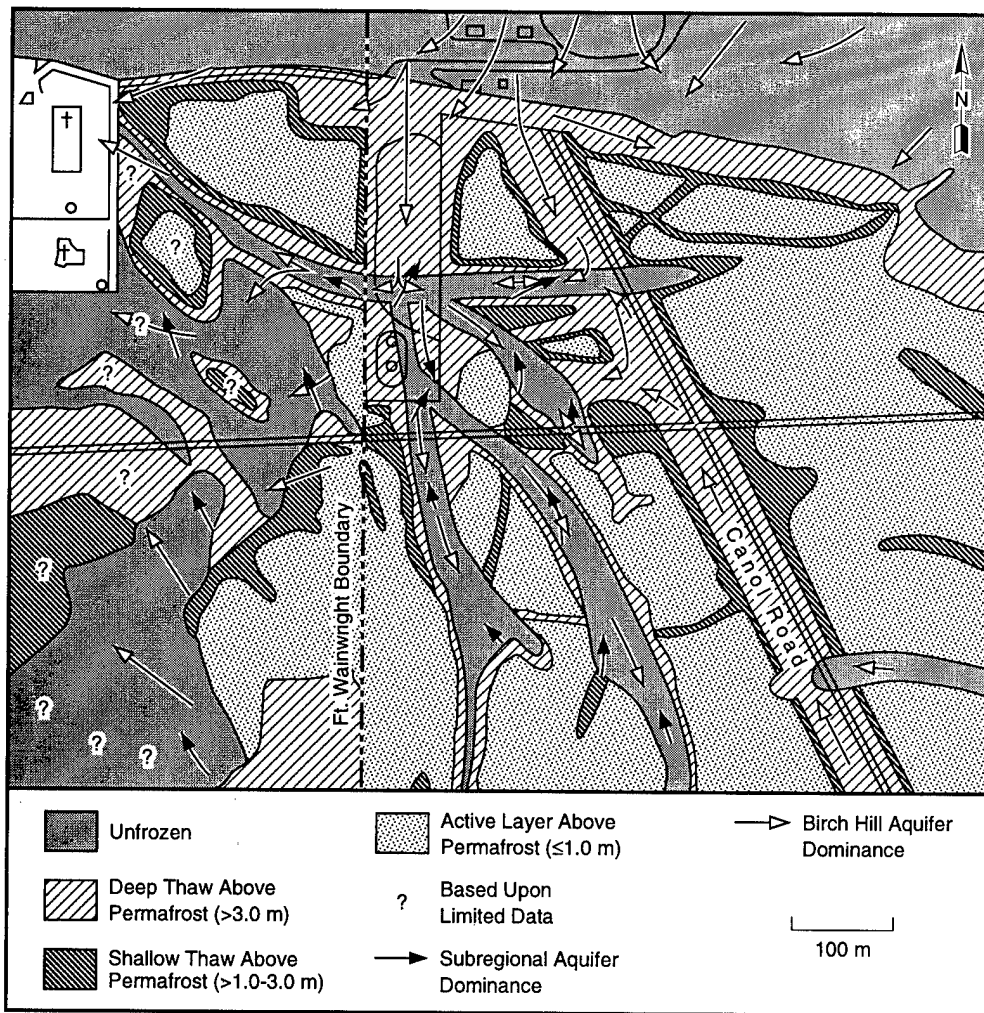 N
?
?
?
?
?
?
?
?
?
?
?
Ft. Wainwright Boundary
Canol Road
Unfrozen
Deep Thaw Above
Permafrost (>3.0 m)
Shallow Thaw Above
Permafrost (>1.0-3.0 m)
Active Layer Above
Permafrost (≤1.0 m)
? Based Upon
Limited Data
Subregional Aquifer
Dominance
Birch Hill Aquifer
Dominance
100 m